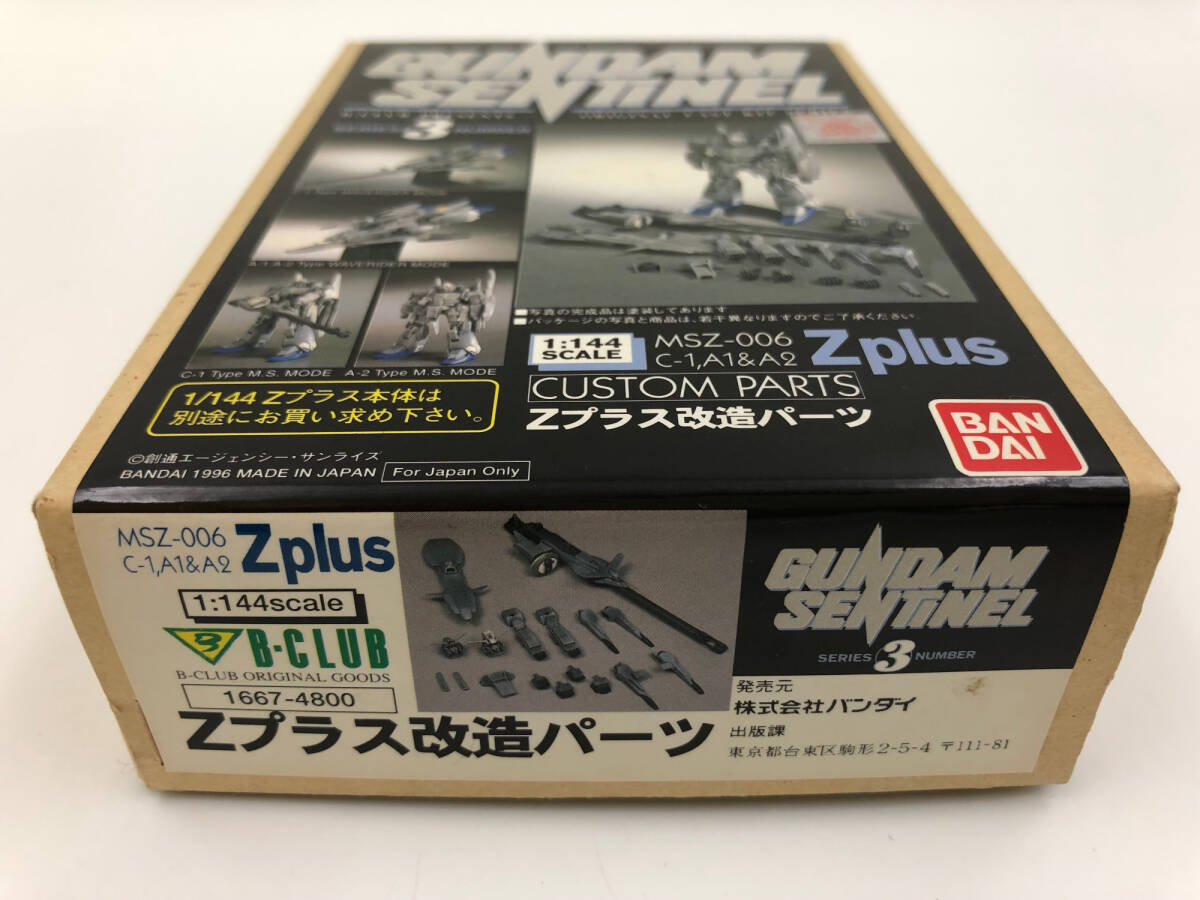 GUNDAM
SENTINEL
SERIES 3 NUMBER
A-1/A-2 Type WAVERIDER MODE
C-1 Type M.S. MODE
A-2 Type M.S. MODE
1/144 Zプラス本体は
別途にお買い求め下さい。
©創通エージェンシー・サンライズ
BANDAI 1996 MADE IN JAPAN
For Japan Only
■写真の完成品は塗装してあります
■パッケージの写真と商品は、若干異なりますのでご了承ください。
1:144
SCALE
MSZ-006
C-1,A1&A2
Zplus
CUSTOM PARTS
Zプラス改造パーツ
BAN
DAI
MSZ-006
C-1,A1&A2
Zplus
1:144scale
B-CLUB
B-CLUB ORIGINAL GOODS
1667-4800
Zプラス改造パーツ
GUNDAM
SENTINEL
SERIES 3 NUMBER
発売元
株式会社バンダイ
出版課
東京都台東区駒形2-5-4 〒111-81